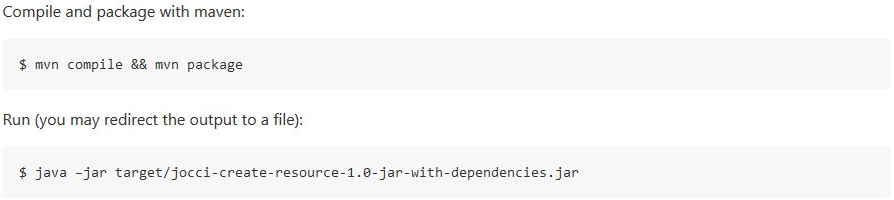 Compile and package with maven:
$ mvn compile && mvn package
Run (you may redirect the output to a file):
$ java –jar target/jocci-create-resource-1.0-jar-with-dependencies.jar